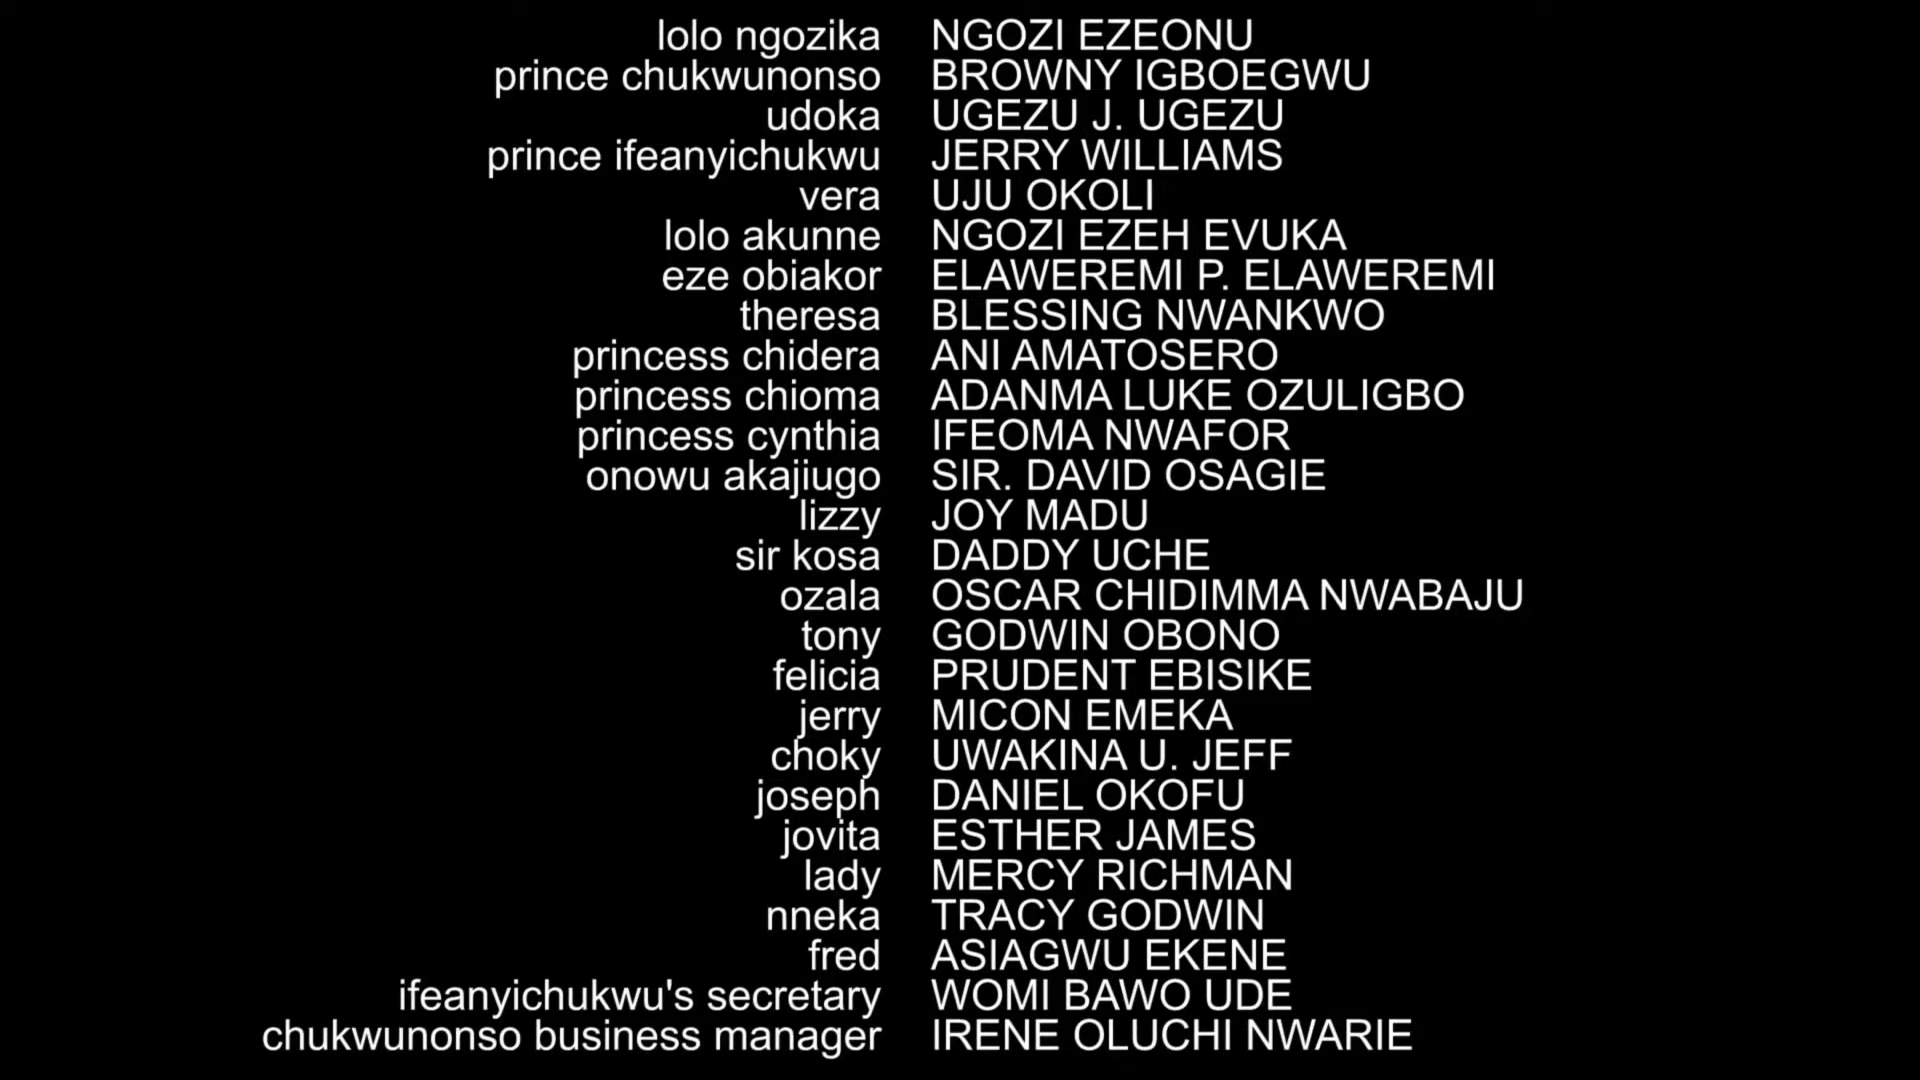 lolo ngozika NGOZI EZEONU
prince chukwunonso BROWNY IGBOEGWU
udoka UGEZU J. UGEZU
prince ifeanyichukwu JERRY WILLIAMS
vera UJU OKOLI
lolo akunne NGOZI EZEH EVUKA
eze obiakor ELAWEREMI P. ELAWEREMI
theresa BLESSING NWANKWO
princess chidera ANI AMATOSERO
princess chioma ADANMA LUKE OZULIGBO
princess cynthia IFEOMA NWAFOR
onowu akajiugo SIR. DAVID OSAGIE
lizzy JOY MADU
sir kosa DADDY UCHE
ozala OSCAR CHIDIMMA NWABAJU
tony GODWIN OBONO
felicia PRUDENT EBISIKE
jerry MICON EMEKA
choky UWAKINA U. JEFF
joseph DANIEL OKOFU
jovita ESTHER JAMES
lady MERCY RICHMAN
nneka TRACY GODWIN
fred ASIAGWU EKENE
ifeanyichukwu's secretary WOMI BAWO UDE
chukwunonso business manager IRENE OLUCHI NWARIE